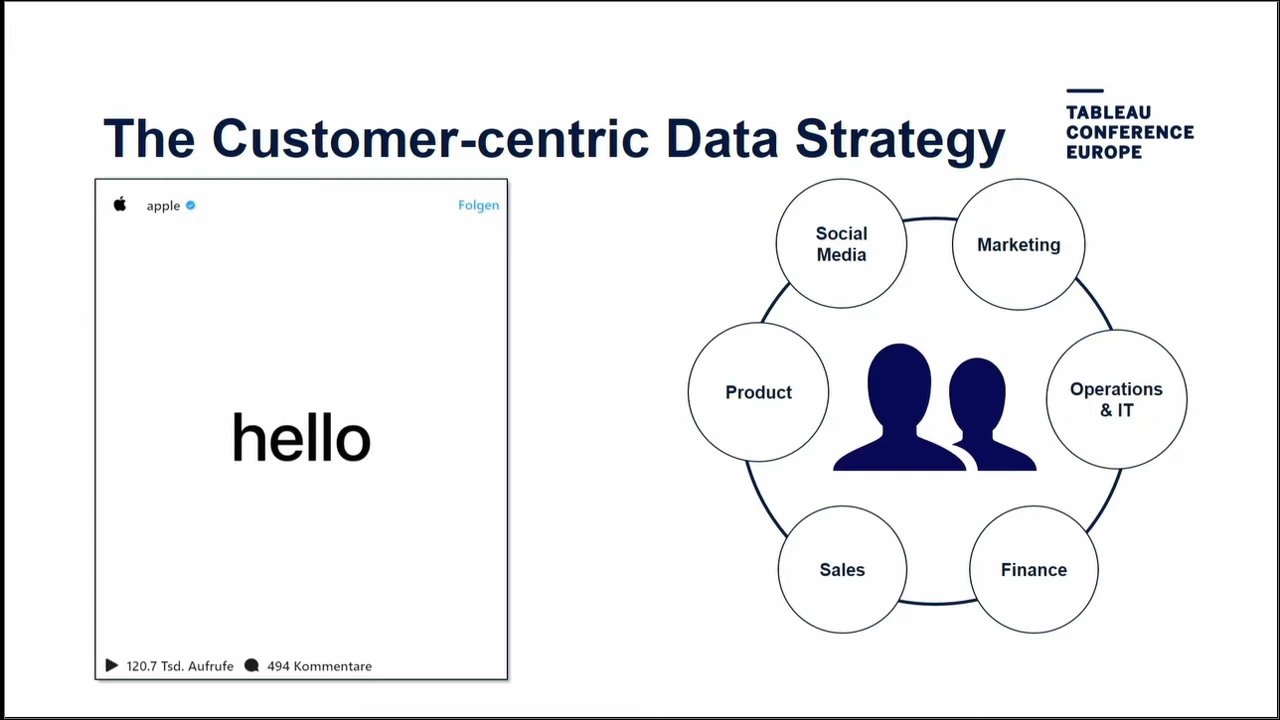 The Customer-centric Data Strategy
TABLEAU
CONFERENCE
EUROPE
apple
Folgen
hello
120.7 Tsd. Aufrufe
494 Kommentare
Social
Media
Marketing
Product
Operations
& IT
Sales
Finance